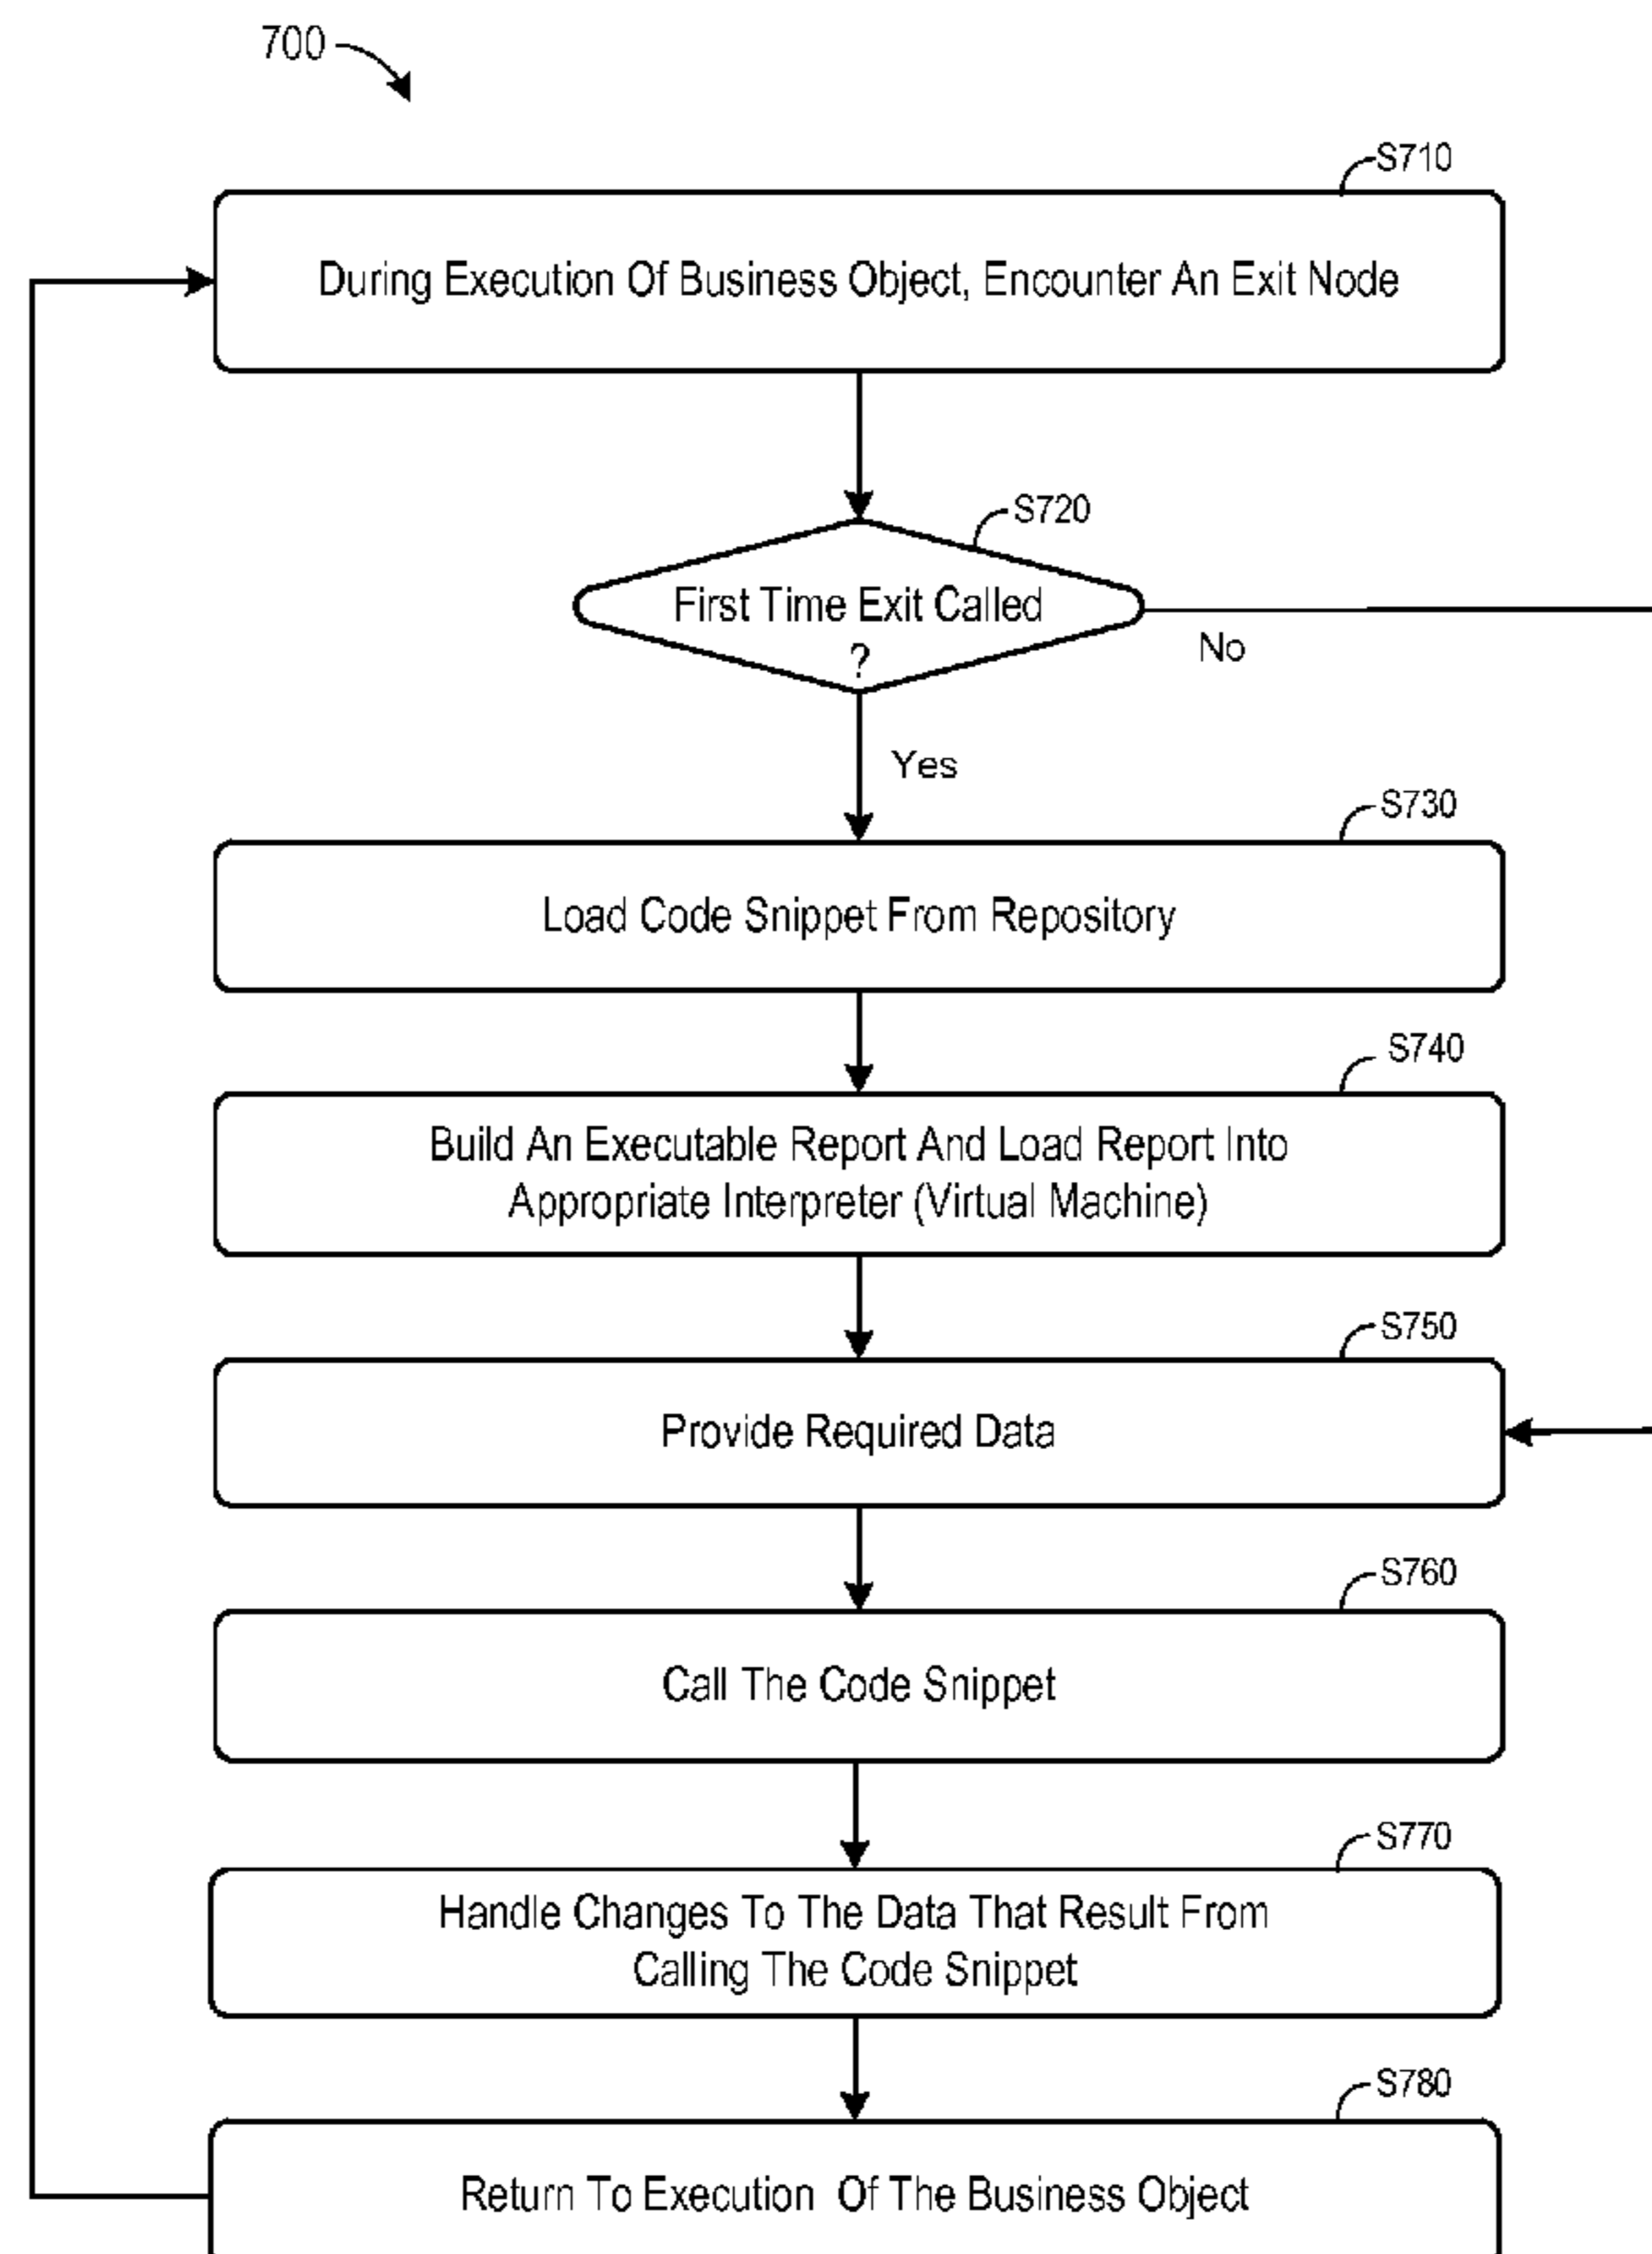 700
S710
During Execution Of Business Object, Encounter An Exit Node
S720
First Time Exit Called
?
No
Yes
S730
Load Code Snippet From Repository
S740
Build An Executable Report And Load Report Into
Appropriate Interpreter (Virtual Machine)
S750
Provide Required Data
S760
Call The Code Snippet
S770
Handle Changes To The Data That Result From
Calling The Code Snippet
S780
Return To Execution Of The Business Object